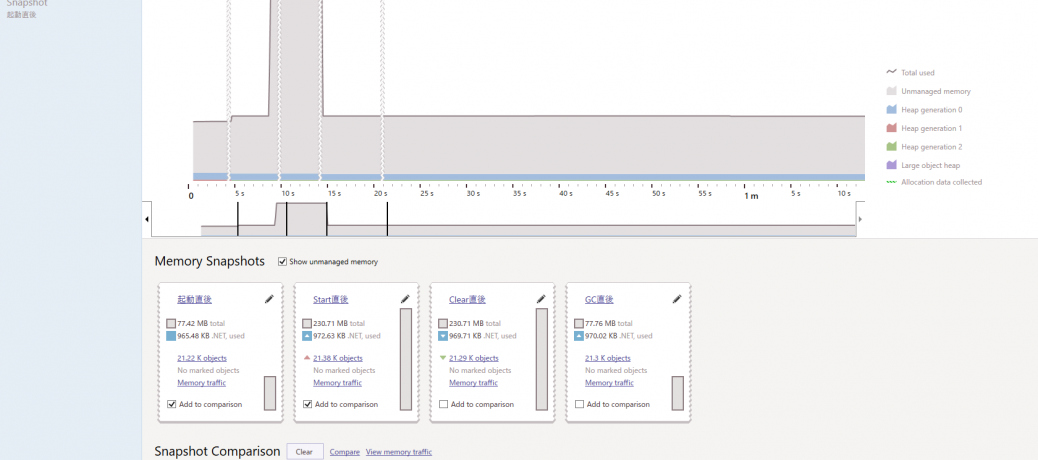 Snapshot
起動直後
Total used
Unmanaged memory
Heap generation 0
Heap generation 1
Heap generation 2
Large object heap
Allocation data collected
0 5 s 10 s 15 s 20 s 25 s 30 s 35 s 40 s 45 s 50 s 55 s 1 m 5 s 10 s
Memory Snapshots Show unmanaged memory
起動直後
77.42 MB total
965.48 KB .NET, used
21.22 K objects
No marked objects
Memory traffic
Add to comparison
Start直後
230.71 MB total
972.63 KB .NET, used
21.38 K objects
No marked objects
Memory traffic
Add to comparison
Clear直後
230.71 MB total
969.71 KB .NET, used
21.29 K objects
No marked objects
Memory traffic
Add to comparison
GC直後
77.76 MB total
970.02 KB .NET, used
21.3 K objects
No marked objects
Memory traffic
Add to comparison
Snapshot Comparison Clear Compare View memory traffic